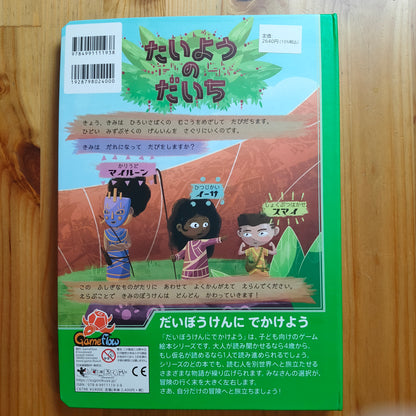 9784991111938
1928798024000
定価:
2640円(10%税込)
たいようの
だいち
きょう、きみは ひろいさばくの むこうをめざして たびだちます。
ひどい みずぶそくの げんいんを さぐりにいくのです。
きみは だれになって たびをしますか?
かりうど
マイルーン
ひつじかい
イーサ
しょくぶつはかせ
スマイ
この ふしぎなものがたりに あわせて よくかんがえて えらんでください。
えらぶことで きみのぼうけんは どんどん かわっていきます!
Gameflow
だいぼうけんに でかけよう
「だいぼうけんに でかけよう」は、子ども向けのゲーム
絵本シリーズです。大人が読み聞かせるなら4歳から、
もし仮名が読めるなら1人で読み進められるでしょう。
シリーズのどの本でも、読む人を別世界へと旅立たせる
さまざまな物語が繰り広げられます。みなさんの選択が、
冒険の行く末を大きく左右します。
さあ、自分だけの冒険へと旅立ちましょう!